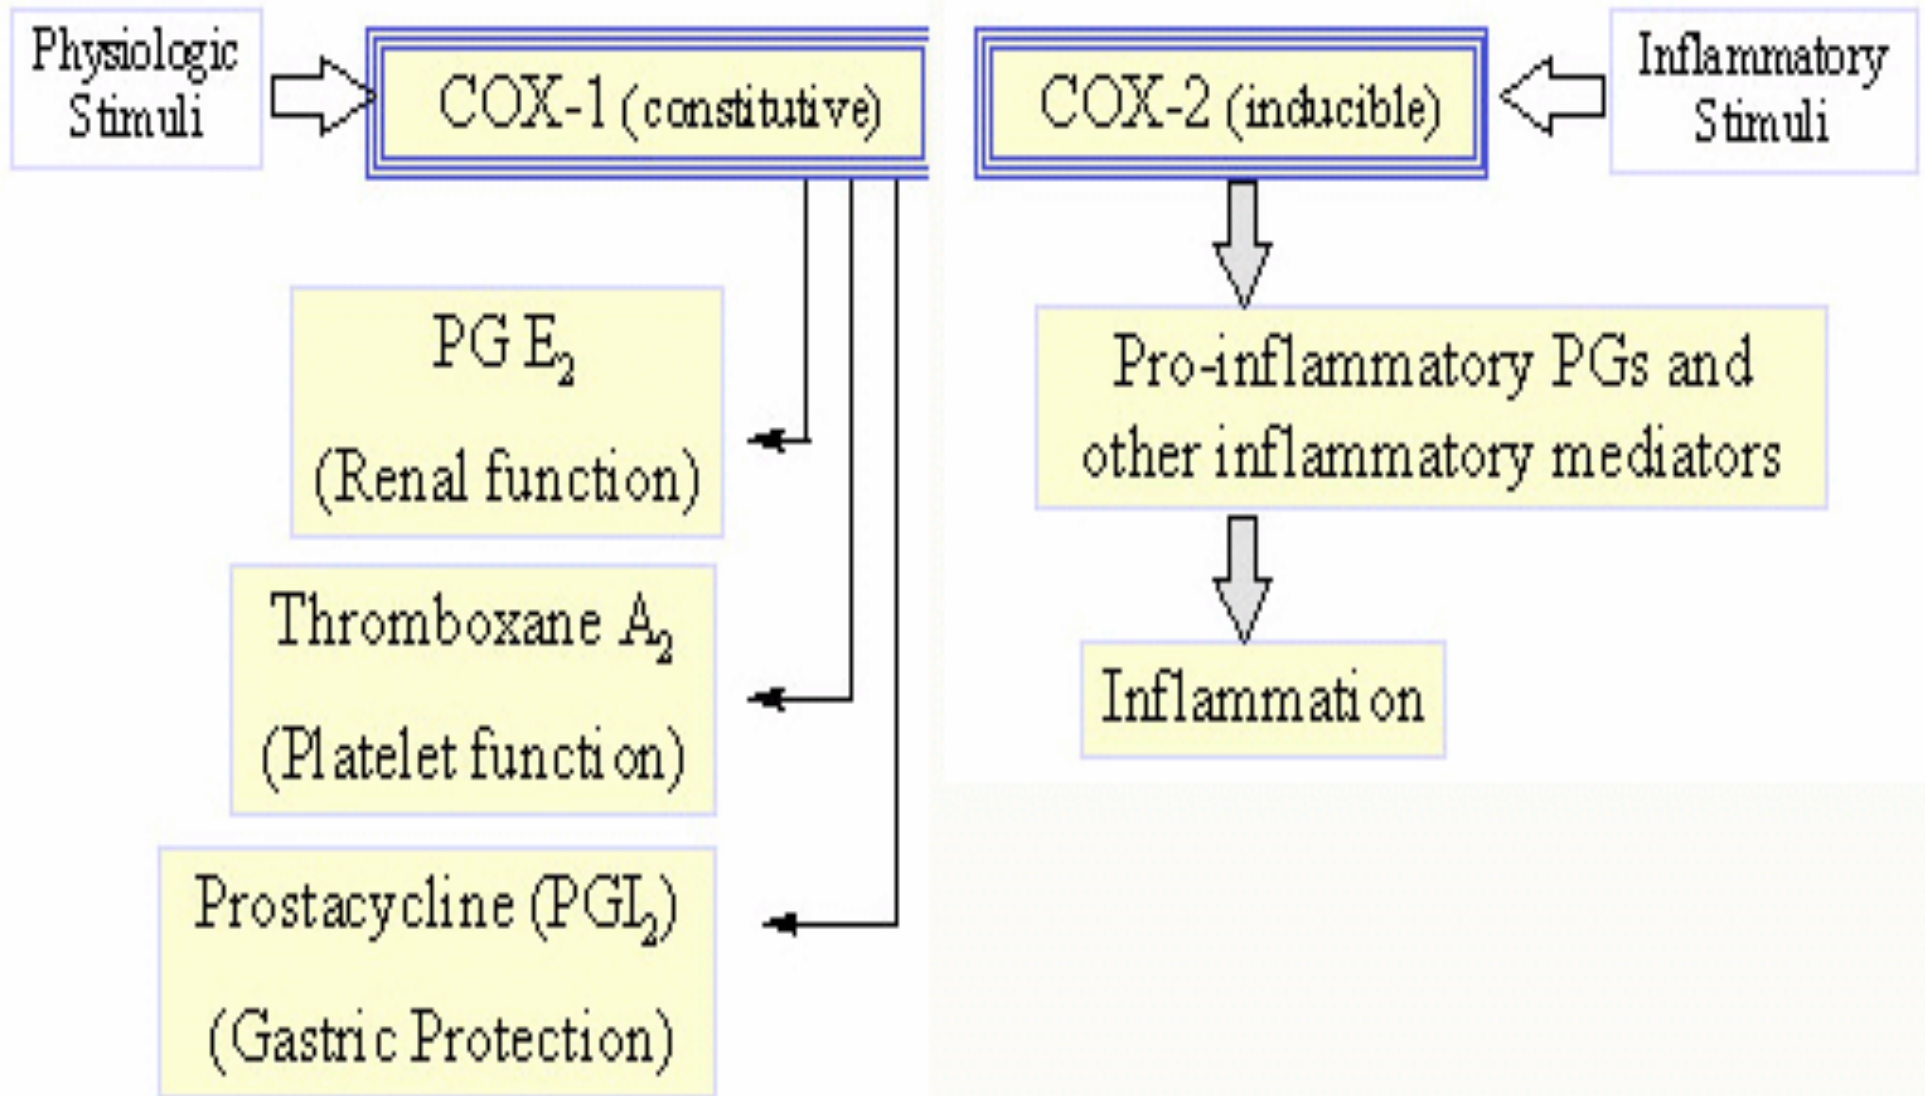 Physiologic
Stimuli
COX-1 (constitutive)
COX-2 (inducible)
Inflammatory
Stimuli
PG E₂
(Renal function)
Thromboxane A₂
(Platelet function)
Prostacycline (PGI₂)
(Gastric Protection)
Pro-inflammatory PGs and
other inflammatory mediators
Inflammation